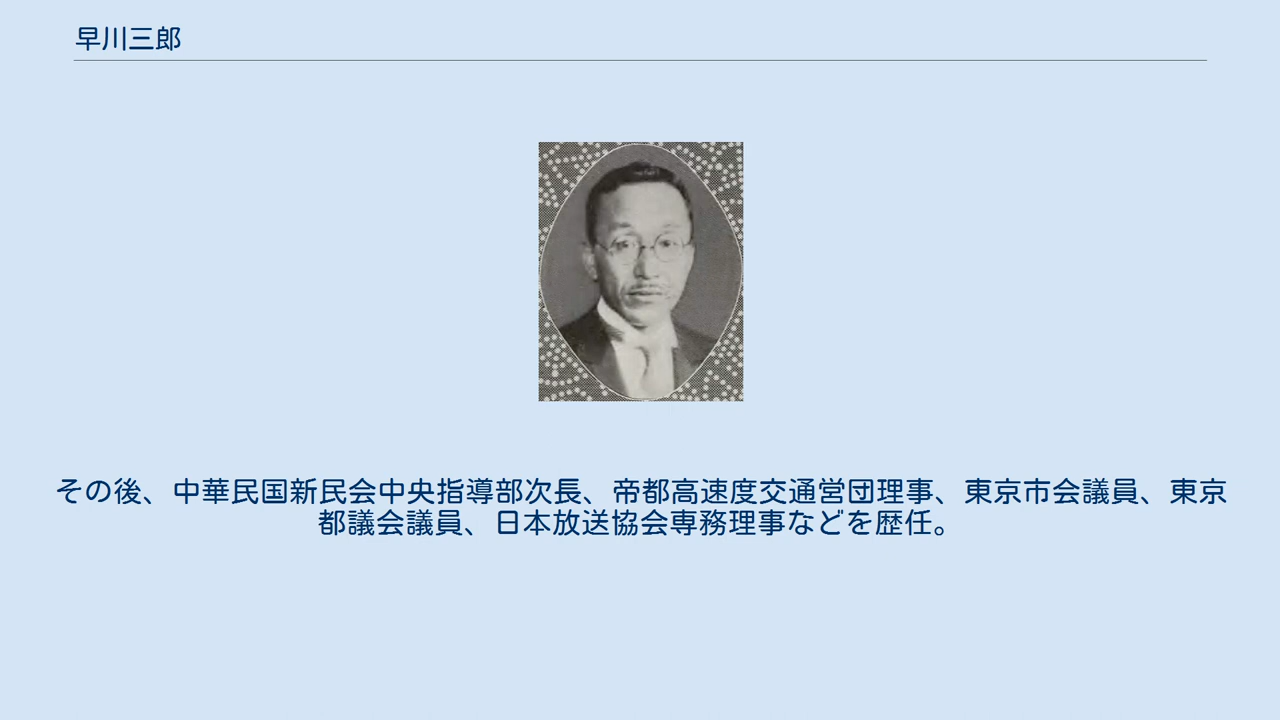 早川三郎
その後、中華民国新民会中央指導部次長、帝都高速度交通営団理事、東京市会議員、東京
都議会議員、日本放送協会専務理事などを歴任。